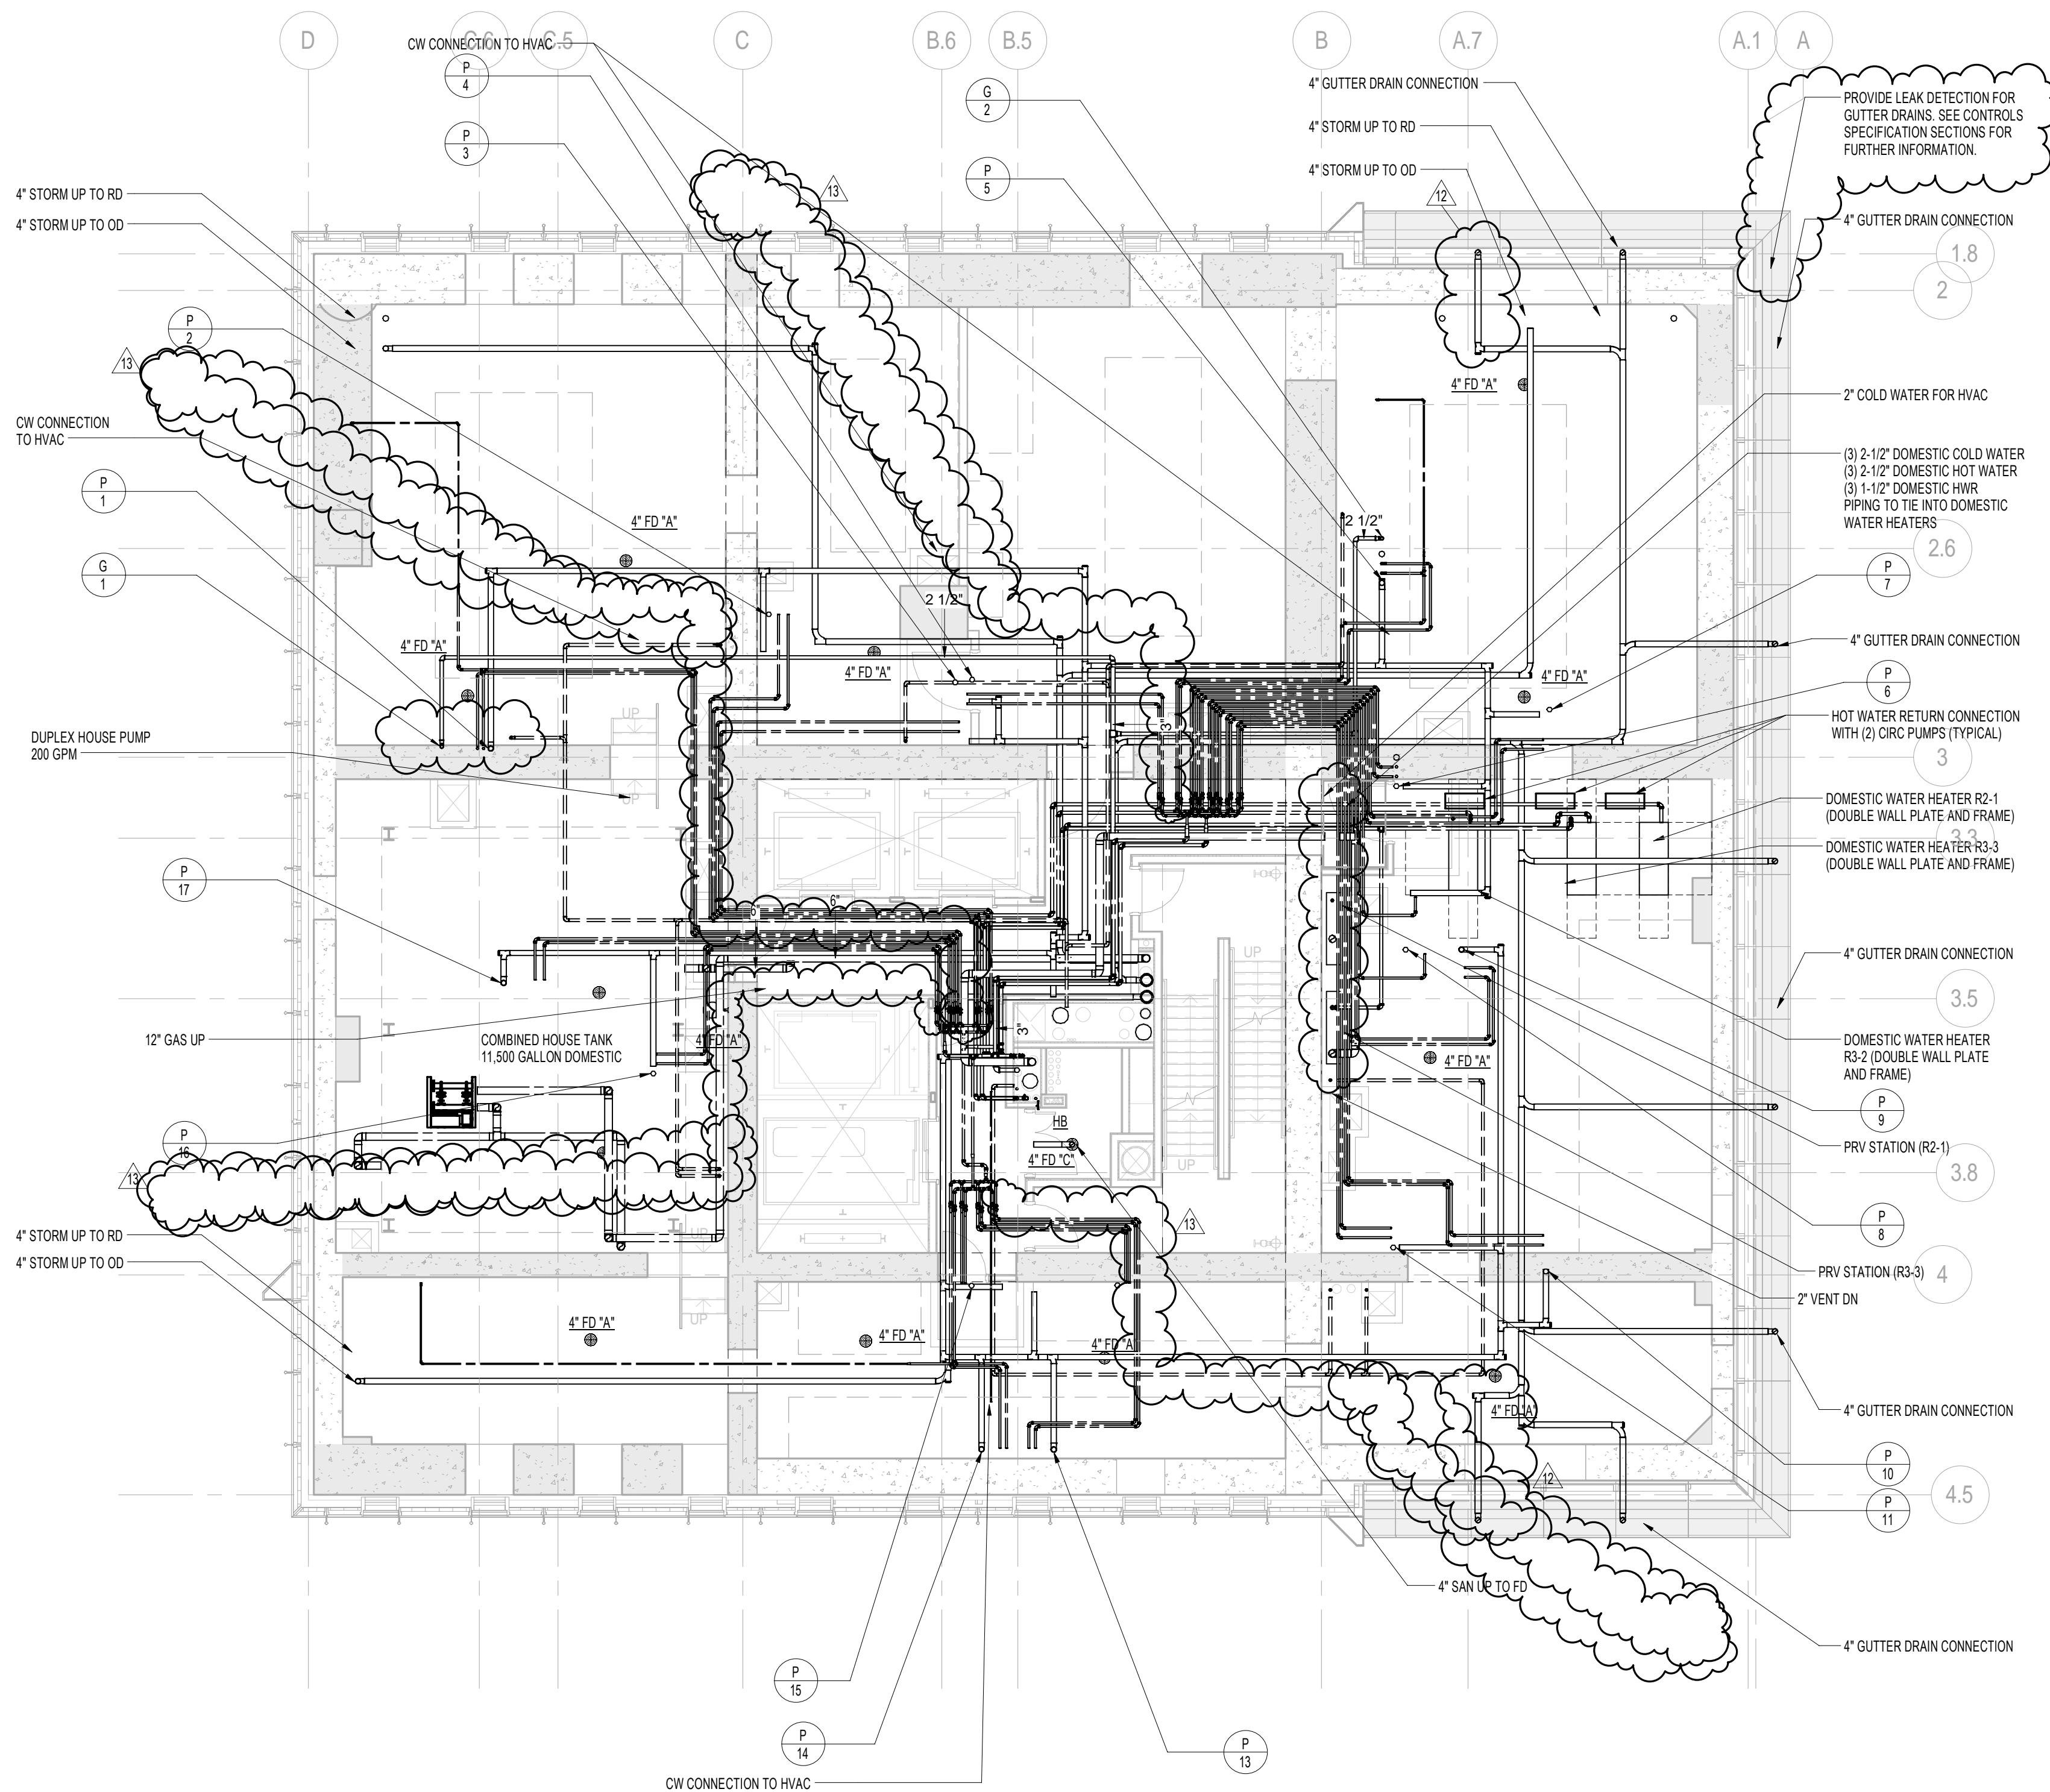 D
C.6
C.5
C
B.6
B.5
B
A.7
A.1
A
CW CONNECTION TO HVAC
P
4
P
3
G
2
P
5
4" GUTTER DRAIN CONNECTION
4" STORM UP TO RD
4" STORM UP TO OD
12
13
PROVIDE LEAK DETECTION FOR
GUTTER DRAINS. SEE CONTROLS
SPECIFICATION SECTIONS FOR
FURTHER INFORMATION.
4" GUTTER DRAIN CONNECTION
1.8
2
4" STORM UP TO RD
4" STORM UP TO OD
P
2
13
CW CONNECTION
TO HVAC
P
1
G
1
4" FD "A"
4" FD "A"
2 1/2"
4" FD "A"
4" FD "A"
2 1/2"
4" FD "A"
3"
2" COLD WATER FOR HVAC
(3) 2-1/2" DOMESTIC COLD WATER
(3) 2-1/2" DOMESTIC HOT WATER
(3) 1-1/2" DOMESTIC HWR
PIPING TO TIE INTO DOMESTIC
WATER HEATERS
2.6
P
7
4" GUTTER DRAIN CONNECTION
P
6
HOT WATER RETURN CONNECTION
WITH (2) CIRC PUMPS (TYPICAL)
3
DOMESTIC WATER HEATER R2-1
(DOUBLE WALL PLATE AND FRAME)
3.3
DOMESTIC WATER HEATER R3-3
(DOUBLE WALL PLATE AND FRAME)
DUPLEX HOUSE PUMP
200 GPM
UP
UP
P
17
6"
6"
UP
12" GAS UP
COMBINED HOUSE TANK
11,500 GALLON DOMESTIC
4" FD "A"
3"
4" FD "A"
4" GUTTER DRAIN CONNECTION
3.5
DOMESTIC WATER HEATER
R3-2 (DOUBLE WALL PLATE
AND FRAME)
P
9
PRV STATION (R2-1)
3.8
P
8
PRV STATION (R3-3)
4
2" VENT DN
P
16
13
HB
4" FD "C"
UP
13
UP
UP
4" STORM UP TO RD
4" STORM UP TO OD
4" FD "A"
4" FD "A"
4" FD "A"
4" FD "A"
4" GUTTER DRAIN CONNECTION
P
10
P
11
4.5
12
4" SAN UP TO FD
4" GUTTER DRAIN CONNECTION
P
15
P
14
P
13
CW CONNECTION TO HVAC